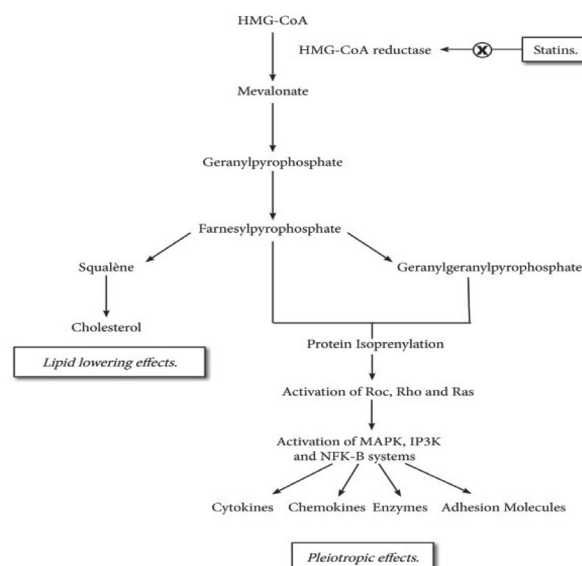 HMG-CoA
HMG-CoA reductase
X
Statins.
Mevalonate
Geranylpyrophosphate
Farnesylpyrophosphate
Squalène
Geranylgeranylpyrophosphate
Cholesterol
Lipid lowering effects.
Protein Isoprenylation
Activation of Roc, Rho and Ras
Activation of MAPK, IP3K
and NFK-B systems
Cytokines
Chemokines
Enzymes
Adhesion Molecules
Pleiotropic effects.